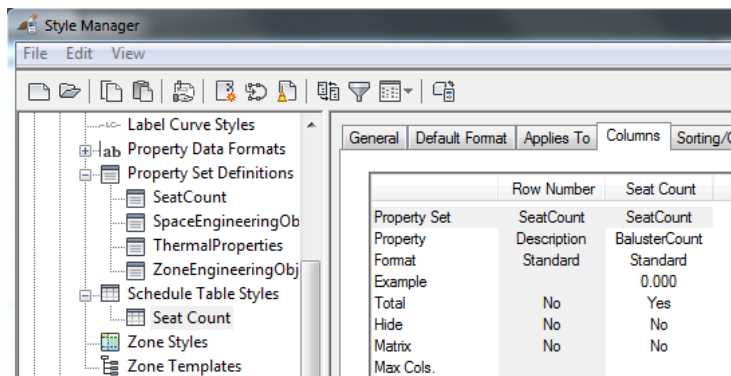 Style Manager
File Edit View
Label Curve Styles
Property Data Formats
Property Set Definitions
SeatCount
SpaceEngineeringOb
ThermalProperties
ZoneEngineeringObj
Schedule Table Styles
Seat Count
Zone Styles
Zone Templates
General Default Format Applies To Columns Sorting/
Row Number Seat Count
Property Set SeatCount SeatCount
Property Description BalusterCount
Format Standard Standard
Example 0.000
Total No Yes
Hide No No
Matrix No No
Max Cols.